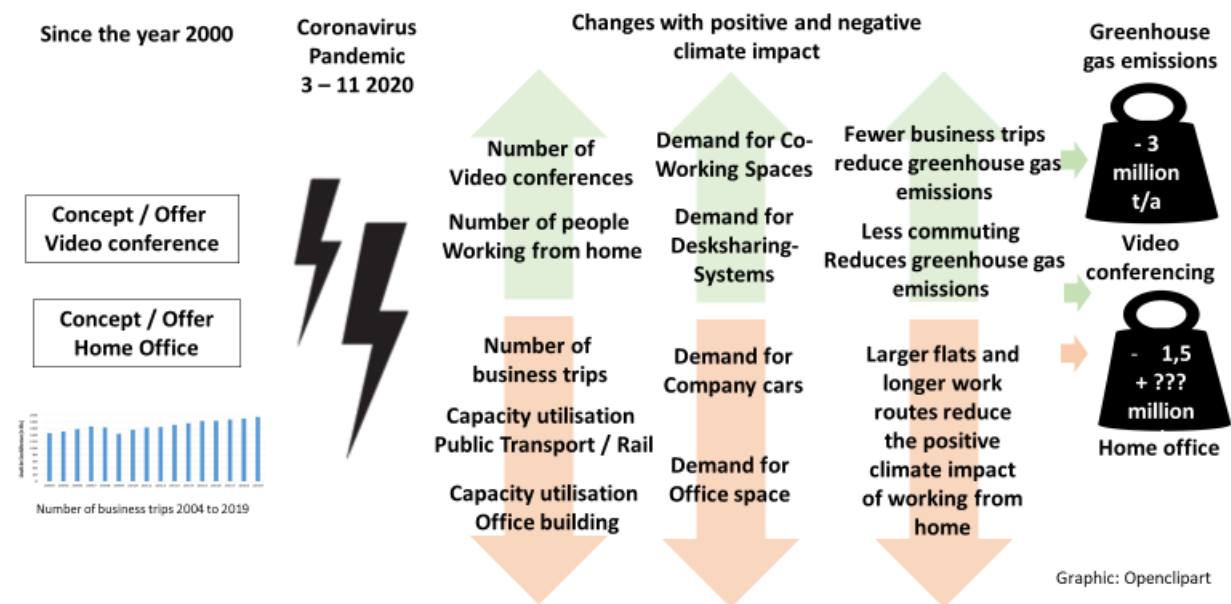 Since the year 2000
Coronavirus
Pandemic
3 – 11 2020
Changes with positive and negative
climate impact
Greenhouse
gas emissions
Concept / Offer
Video conference
Concept / Offer
Home Office
Number of business trips 2004 to 2019
Number of
Video conferences
Number of people
Working from home
Number of
business trips
Capacity utilisation
Public Transport / Rail
Capacity utilisation
Office building
Demand for Co-
Working Spaces
Demand for
Desksharing-
Systems
Demand for
Company cars
Demand for
Office space
Fewer business trips
reduce greenhouse gas
emissions
Less commuting
Reduces greenhouse gas
emissions
Larger flats and
longer work
routes reduce
the positive
climate impact
of working from
home
- 3
million
t/a
Video
conferencing
- 1,5
+ ???
million
Home office
Graphic: Openclipart